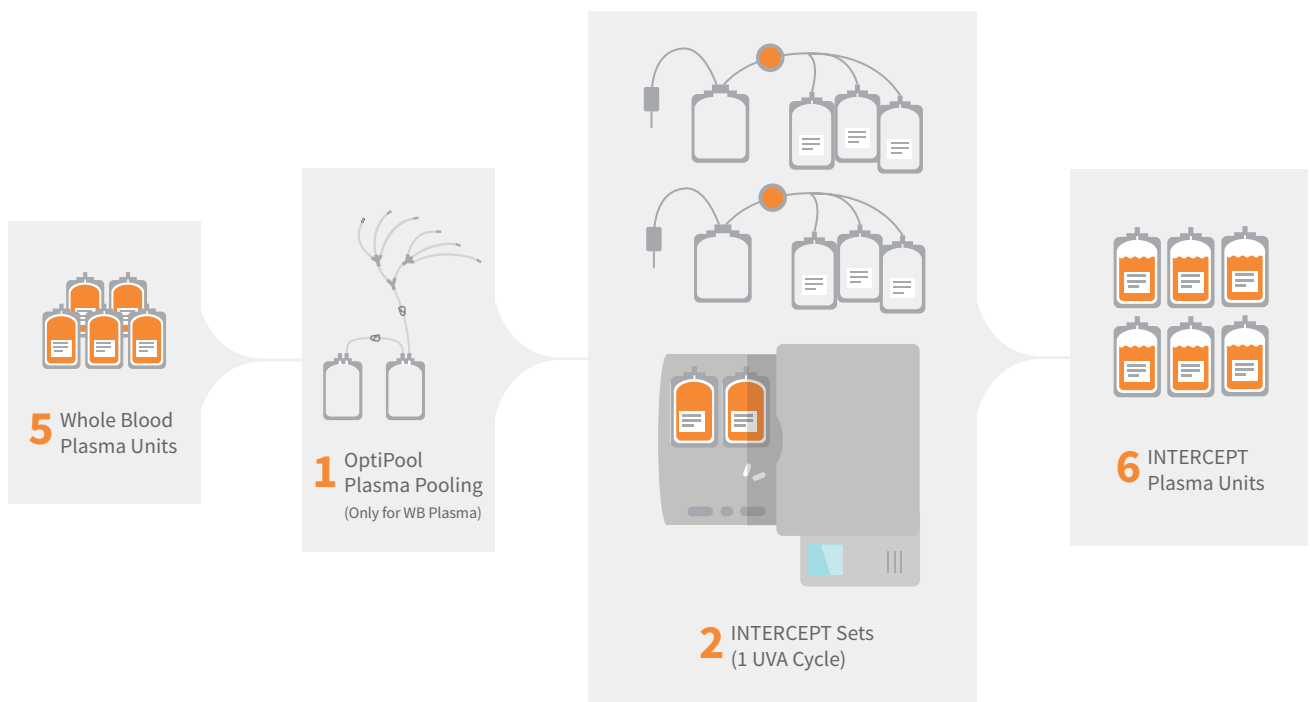 5 Whole Blood
Plasma Units
1 OptiPool
Plasma Pooling
(Only for WB Plasma)
2 INTERCEPT Sets
(1 UVA Cycle)
6 INTERCEPT
Plasma Units